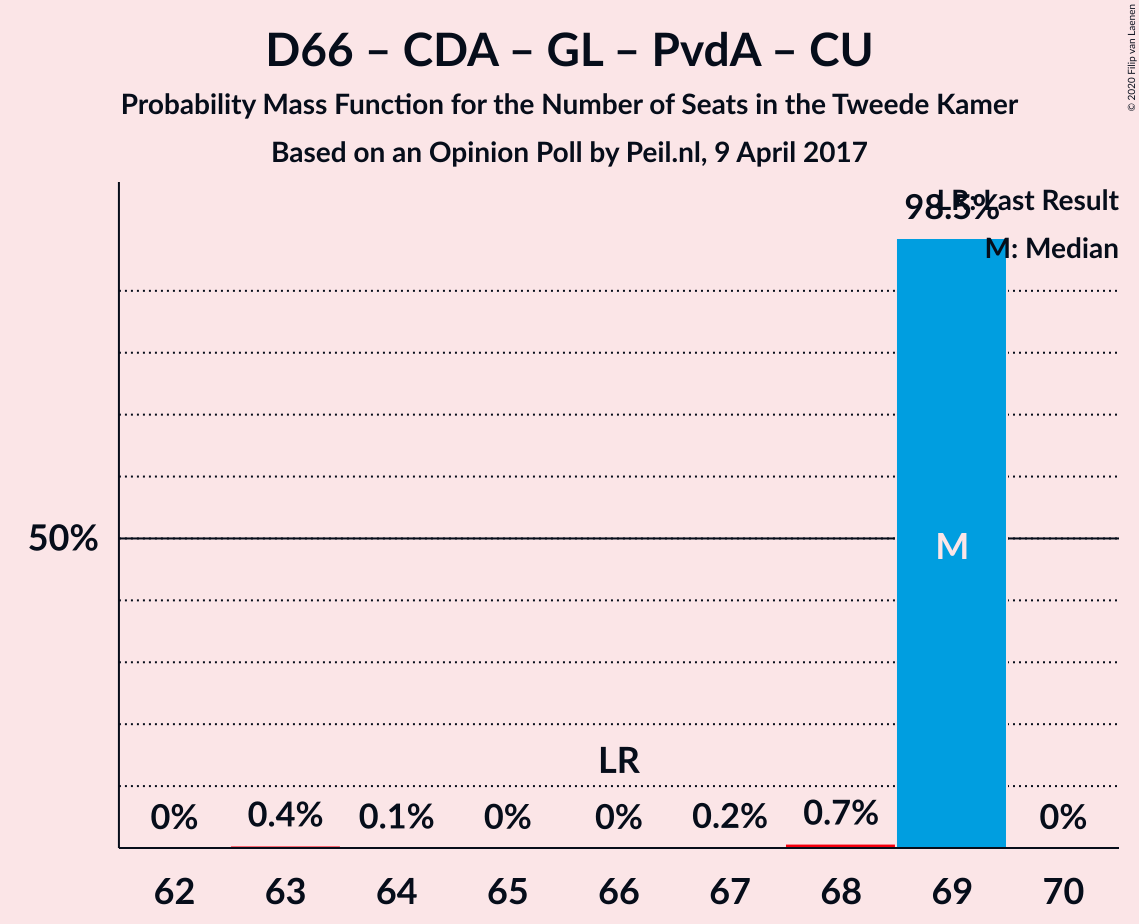 D66 – CDA – GL – PvdA – CU
Probability Mass Function for the Number of Seats in the Tweede Kamer
Based on an Opinion Poll by Peil.nl, 9 April 2017
© 2020 Filip van Laenen
98.5%
LR: Last Result
M: Median
50%
M
LR
0% 0.4% 0.1% 0% 0% 0.2% 0.7% 0%
62 63 64 65 66 67 68 69 70